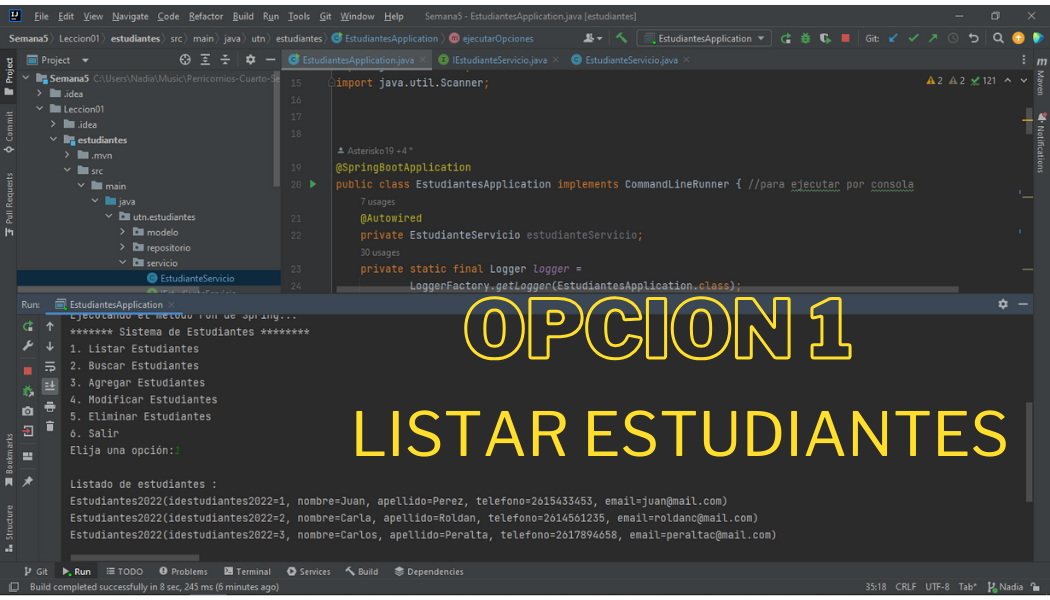 File Edit View Navigate Code Refactor Build Run Tools Git Window Help Semana5 - EstudiantesApplication.java [estudiantes]
Semana5 Leccion01 estudiantes src main java utn estudiantes EstudiantesApplication ejecutarOpciones EstudiantesApplication Git:
Project EstudiantesApplication.java IEstudianteServicio.java EstudianteServicio.java
Project
Commit
Pull Requests
Bookmarks
Structure
Maven
Notifications
Semana5 C:\Users\Nadia\Music\Perricornios-Cuarto-Se
.idea
Leccion01
.idea
estudiantes
.mvn
src
main
java
utn.estudiantes
modelo
repositorio
servicio
EstudianteServicio
2 2 121
15 import java.util.Scanner;
16
17
18
Asterisko19 +4 *
19 @SpringBootApplication
20 public class EstudiantesApplication implements CommandLineRunner { //para ejecutar por consola
7 usages
21 @Autowired
22 private EstudianteServicio estudianteServicio;
30 usages
23 private static final Logger logger =
24 LoggerFactory.getLogger(EstudiantesApplication.class);
Run: EstudiantesApplication
Ejecutando el metodo run de Spring...
******* Sistema de Estudiantes ********
1. Listar Estudiantes
2. Buscar Estudiantes
3. Agregar Estudiantes
4. Modificar Estudiantes
5. Eliminar Estudiantes
6. Salir
Elija una opción:1
OPCION 1
LISTAR ESTUDIANTES
Listado de estudiantes :
Estudiantes2022(idestudiantes2022=1, nombre=Juan, apellido=Perez, telefono=2615433453, email=juan@mail.com)
Estudiantes2022(idestudiantes2022=2, nombre=Carla, apellido=Roldan, telefono=2614561235, email=roldanc@mail.com)
Estudiantes2022(idestudiantes2022=3, nombre=Carlos, apellido=Peralta, telefono=2617894658, email=peraltac@mail.com)
Git Run TODO Problems Terminal Services Build Dependencies
Build completed successfully in 8 sec, 245 ms (6 minutes ago) 35:18 CRLF UTF-8 Tab* Nadia